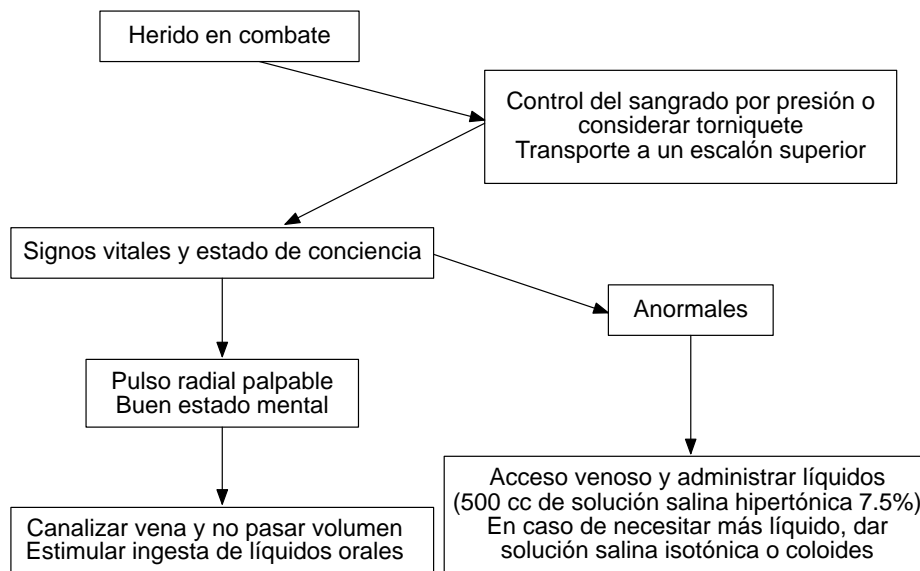 Herido en combate
Control del sangrado por presión o
considerar torniquete
Transporte a un escalón superior
Signos vitales y estado de conciencia
Anormales
Pulso radial palpable
Buen estado mental
Acceso venoso y administrar líquidos
(500 cc de solución salina hipertónica 7.5%)
En caso de necesitar más líquido, dar
solución salina isotónica o coloides
Canalizar vena y no pasar volumen
Estimular ingesta de líquidos orales